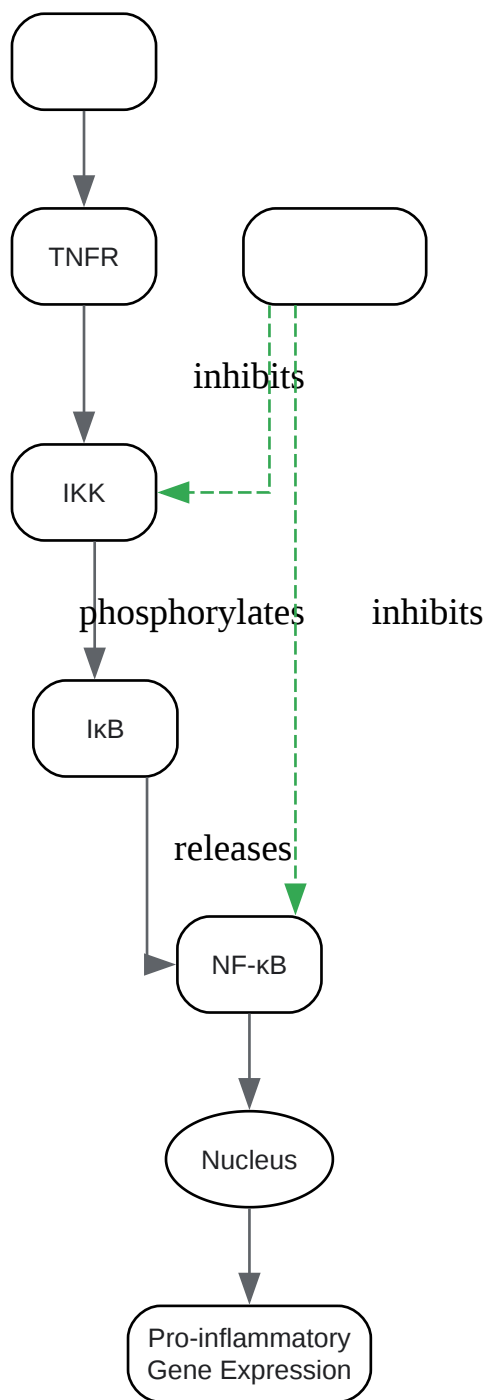 TNFR
inhibits
IKK
phosphorylates
inhibits
IκB
releases
NF-κB
Nucleus
Pro-inflammatory
Gene Expression